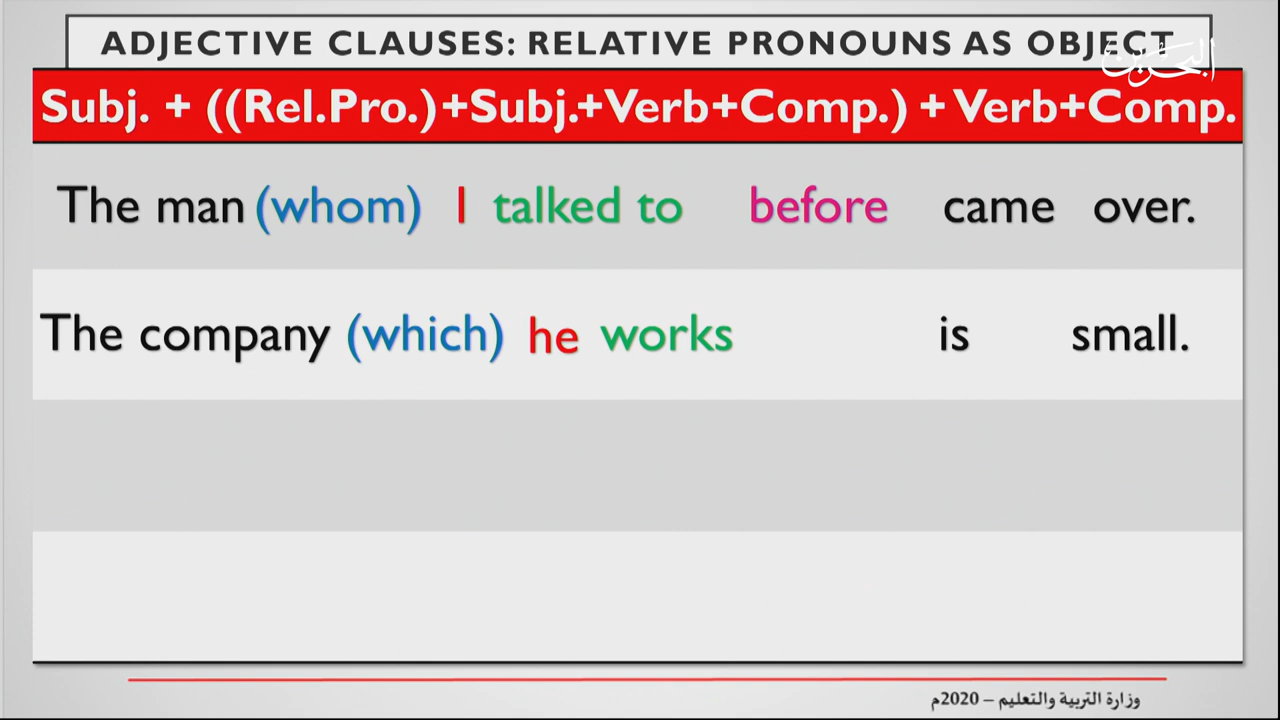 ADJECTIVE CLAUSES: RELATIVE PRONOUNS AS OBJECT
البحرين
Subj. + ((Rel.Pro.)+Subj.+Verb+Comp.) + Verb+Comp.
The man (whom) I talked to before came over.
The company (which) he works is small.
وزارة التربية والتعليم – 2020م